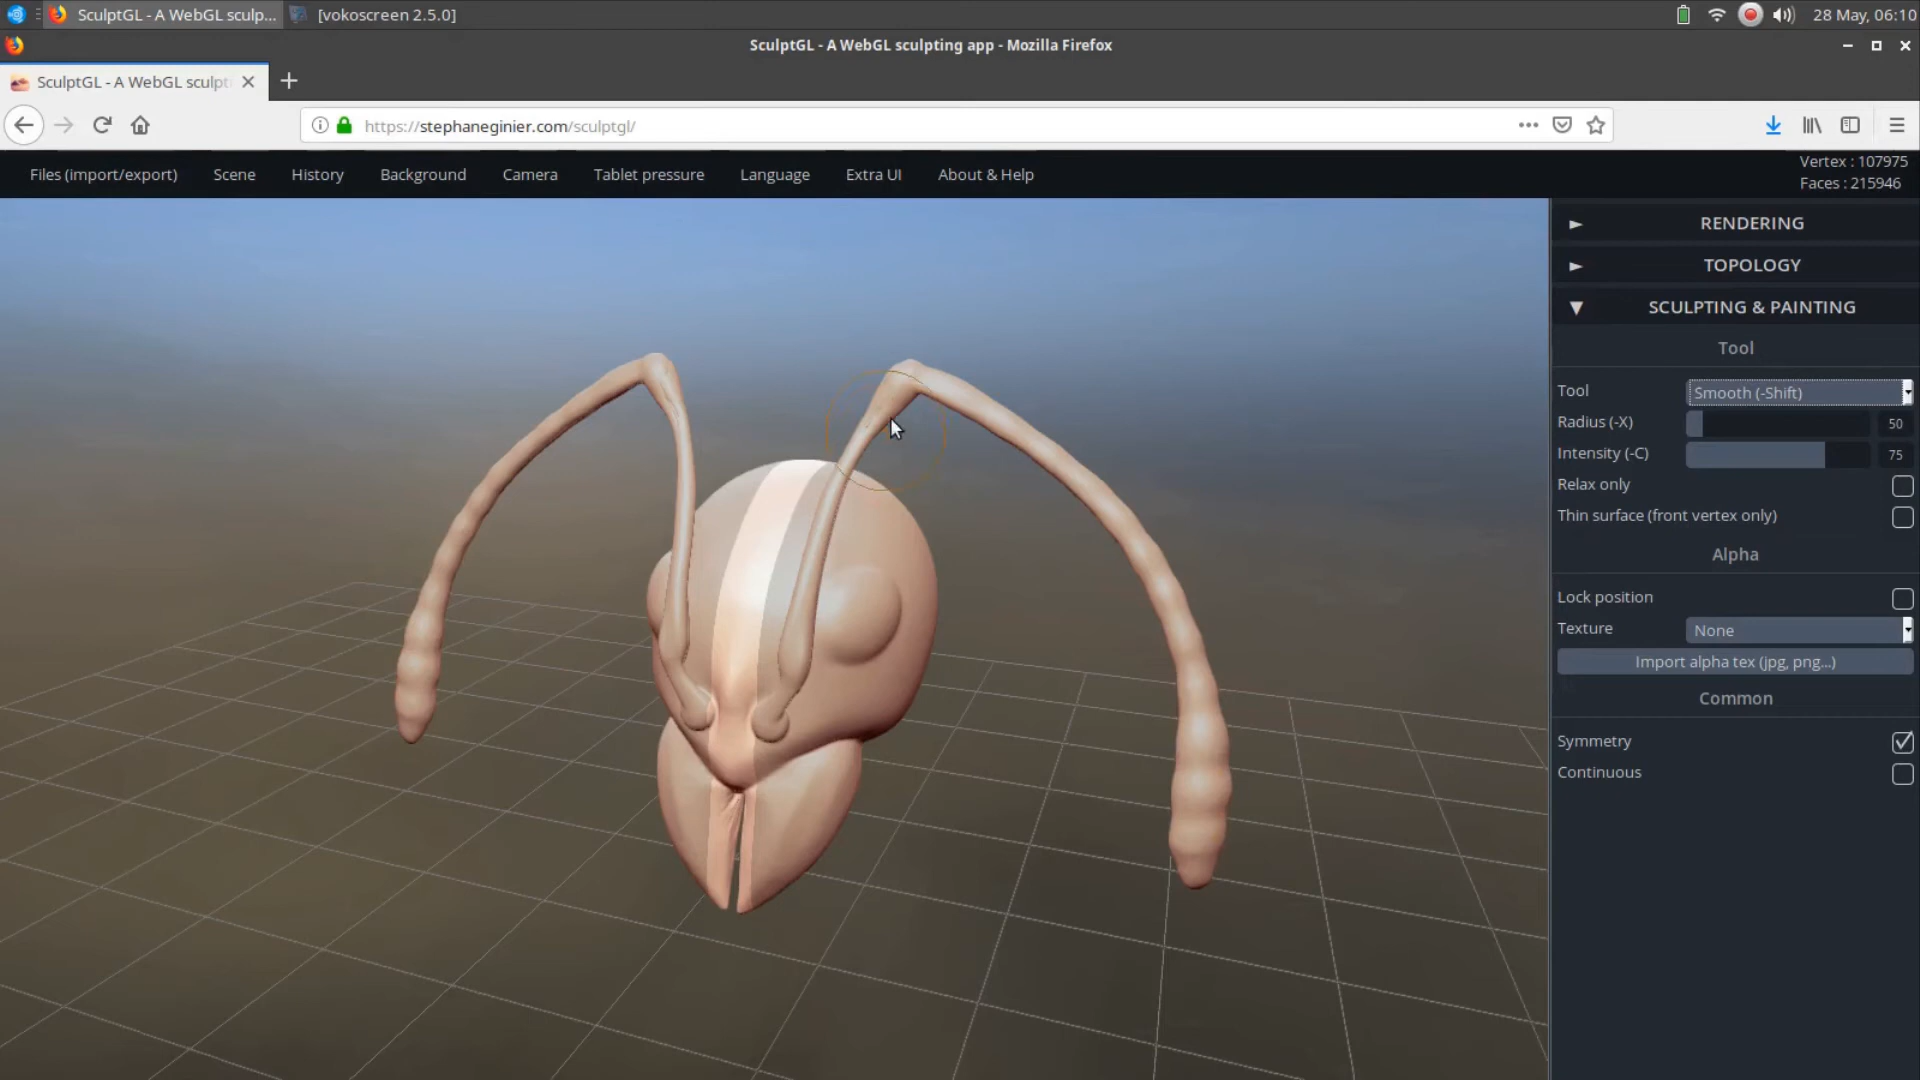 SculptGL - A WebGL sculp...
[vokoscreen 2.5.0]
28 May, 06:10
SculptGL - A WebGL sculpting app - Mozilla Firefox
SculptGL - A WebGL sculpt
https://stephaneginier.com/sculptgl/
Files (import/export)
Scene
History
Background
Camera
Tablet pressure
Language
Extra UI
About & Help
Vertex : 107975
Faces : 215946
RENDERING
TOPOLOGY
SCULPTING & PAINTING
Tool
Tool
Smooth (-Shift)
Radius (-X)
50
Intensity (-C)
75
Relax only
Thin surface (front vertex only)
Alpha
Lock position
Texture
None
Import alpha tex (jpg, png...)
Common
Symmetry
Continuous